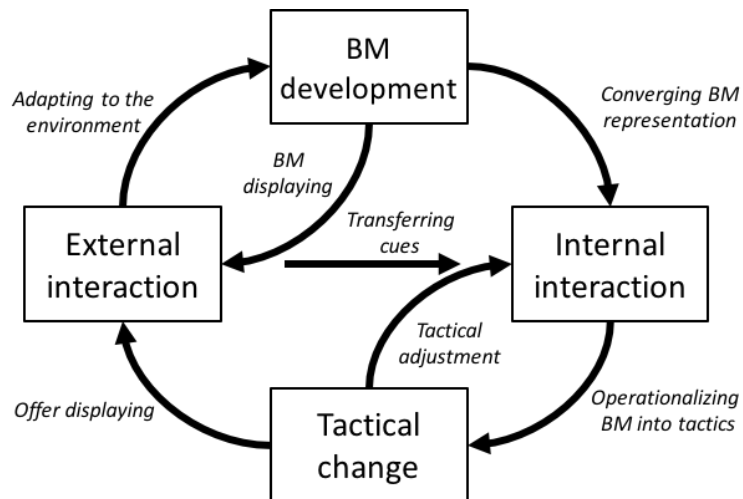 BM
development
Adapting to the
environment
Converging BM
representation
BM
displaying
Transferring
cues
External
interaction
Internal
interaction
Tactical
adjustment
Offer displaying
Operationalizing
BM into tactics
Tactical
change